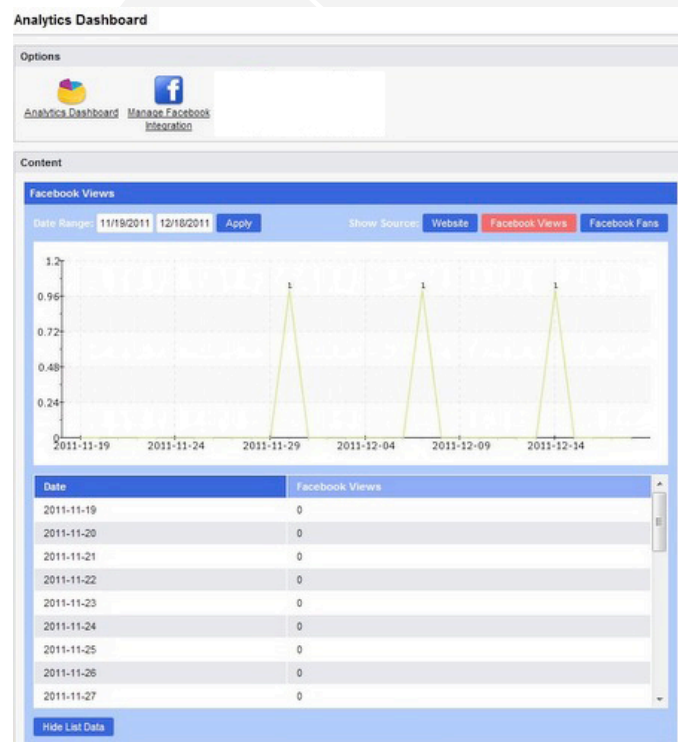 Analytics Dashboard
Options
Analytics Dashboard
Manage Facebook
Integration
Content
Facebook Views
Date Range: 11/19/2011 12/18/2011 Apply Show Source: Website Facebook Views Facebook Fans
1.2
1 1 1
0.96
0.72
0.48
0.24
0
2011-11-19 2011-11-24 2011-11-29 2011-12-04 2011-12-09 2011-12-14
Date Facebook Views
2011-11-19 0
2011-11-20 0
2011-11-21 0
2011-11-22 0
2011-11-23 0
2011-11-24 0
2011-11-25 0
2011-11-26 0
2011-11-27 0
Hide List Data